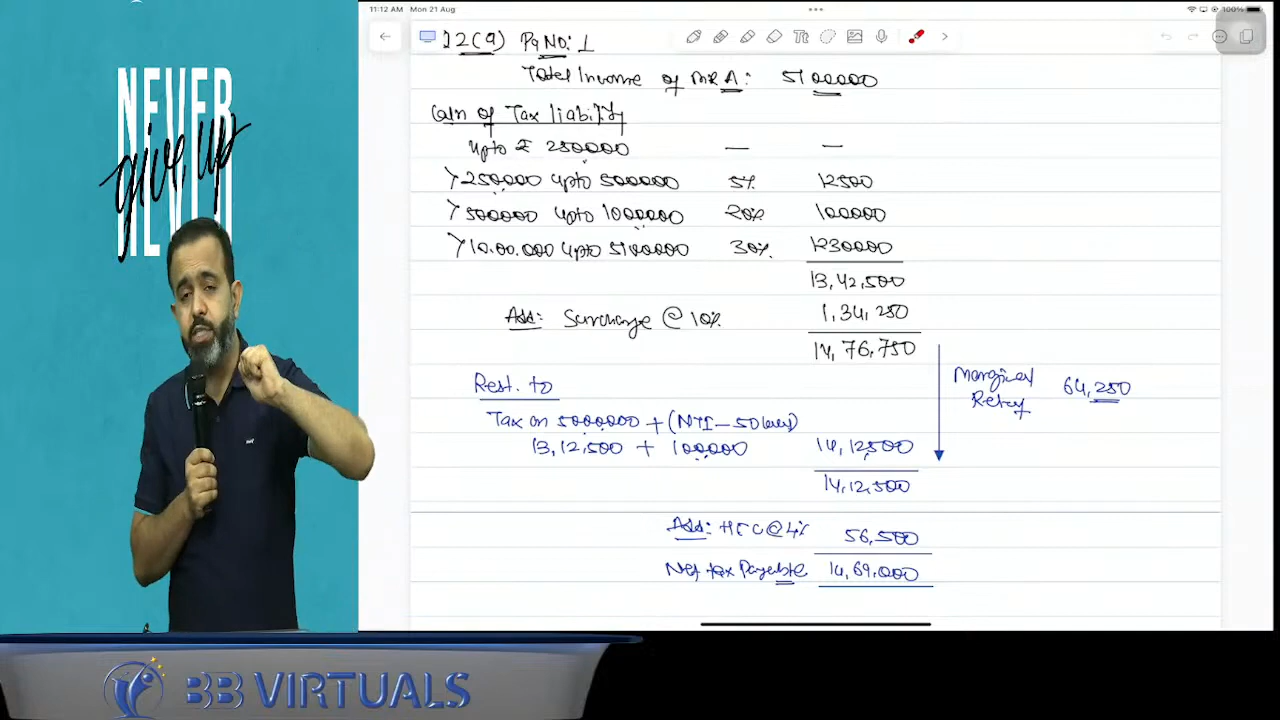 11:12 AM Mon 21 Aug
100%
NEVER
give up
I2(9) Pg No: 1
Total Income of MR A: 5100000
Caln of Tax liability
Upto ₹ 250000 — —
>250000 upto 500000 5% 12500
>500000 upto 1000000 20% 100000
>10.00.000 upto 5100000 30% 1230000
13,42,500
Add: Surcharge @ 10% 1,34,250
14,76,750
Rest. to
Marginal Relief 64,250
Tax on 5000000 + (NTI - 50 lacs)
13,12,500 + 100000 14,12,500
14,12,500
Add: HEC @ 4% 56,500
Net tax Payable 14,69,000
BB VIRTUALS